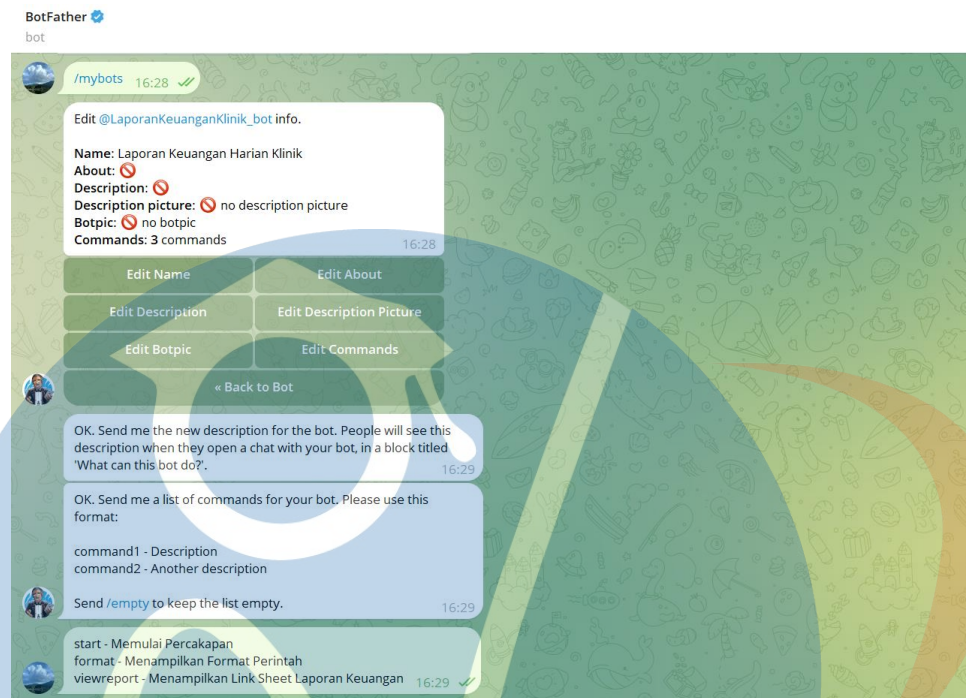 BotFather
bot
/mybots 16:28
Edit @LaporanKeuanganKlinik_bot info.
Name: Laporan Keuangan Harian Klinik
About: 🚫
Description: 🚫
Description picture: 🚫 no description picture
Botpic: 🚫 no botpic
Commands: 3 commands
16:28
Edit Name
Edit About
Edit Description
Edit Description Picture
Edit Botpic
Edit Commands
« Back to Bot
OK. Send me the new description for the bot. People will see this
description when they open a chat with your bot, in a block titled
'What can this bot do?'.
16:29
OK. Send me a list of commands for your bot. Please use this
format:
command1 - Description
command2 - Another description
Send /empty to keep the list empty.
16:29
start - Memulai Percakapan
format - Menampilkan Format Perintah
viewreport - Menampilkan Link Sheet Laporan Keuangan 16:29